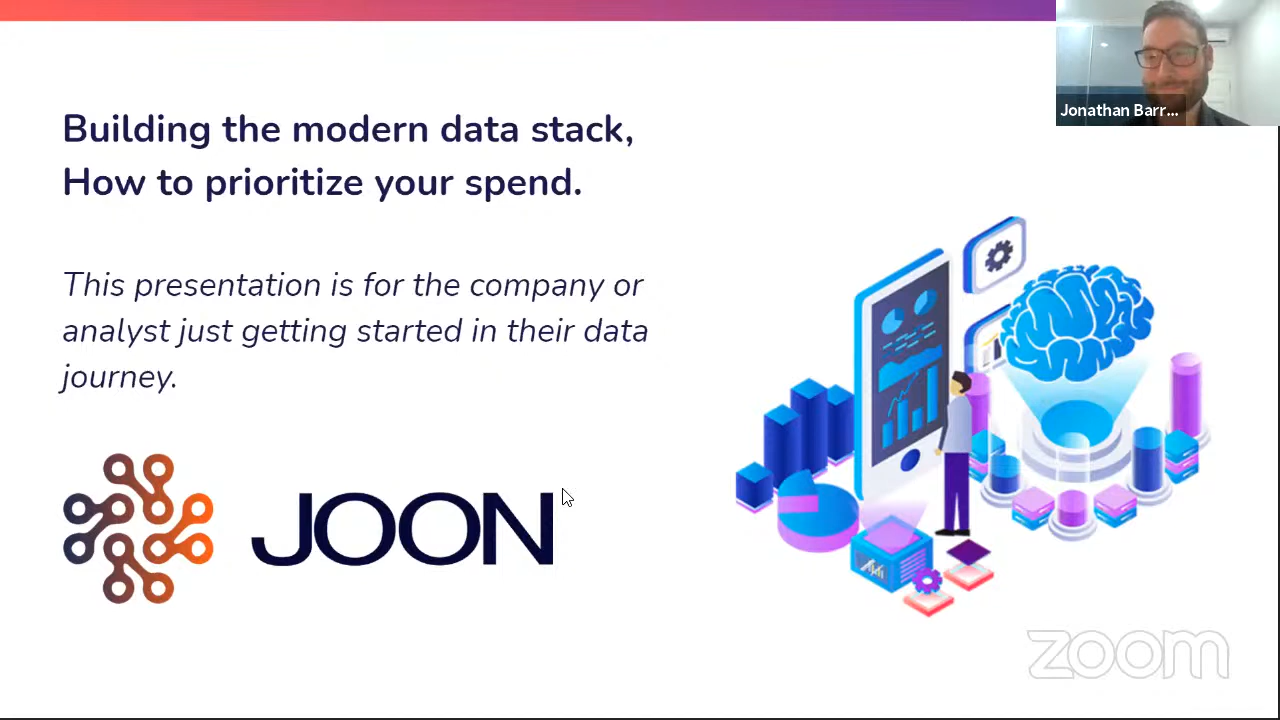 Jonathan Barr...
Building the modern data stack,
How to prioritize your spend.
This presentation is for the company or
analyst just getting started in their data
journey.
JOON
zoom